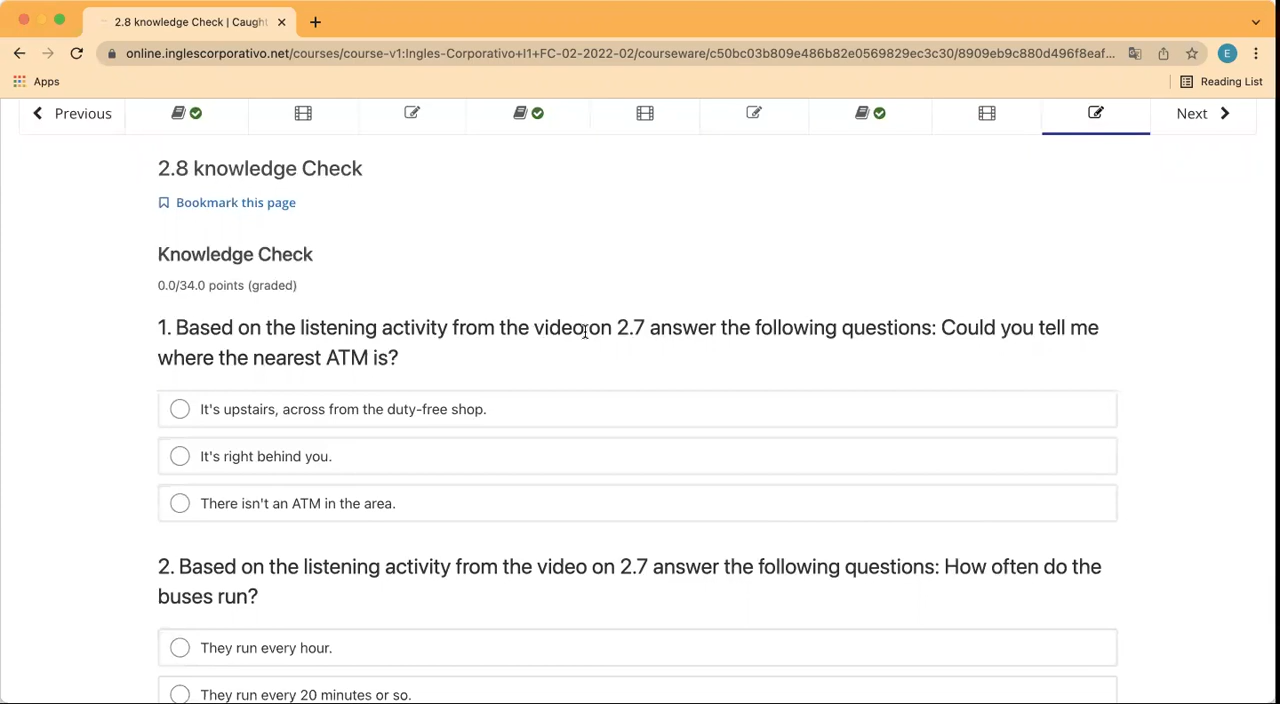 2.8 knowledge Check | Caught
online.inglescorporativo.net/courses/course-v1:Ingles-Corporativo+I1+FC-02-2022-02/courseware/c50bc03b809e486b82e0569829ec3c30/8909eb9c880d496f8eaf...
E
Apps
Reading List
Previous
Next
2.8 knowledge Check
Bookmark this page
Knowledge Check
0.0/34.0 points (graded)
1. Based on the listening activity from the video on 2.7 answer the following questions: Could you tell me
where the nearest ATM is?
It's upstairs, across from the duty-free shop.
It's right behind you.
There isn't an ATM in the area.
2. Based on the listening activity from the video on 2.7 answer the following questions: How often do the
buses run?
They run every hour.
They run every 20 minutes or so.